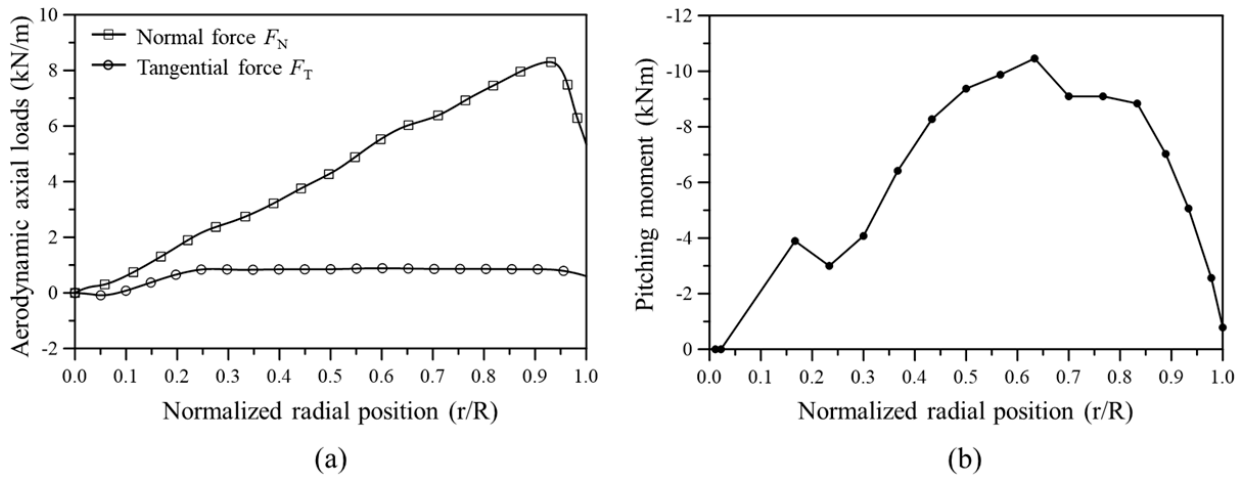 Aerodynamic axial loads (kN/m)
10
8
6
4
2
0
-2
Normal force F_N
Tangential force F_T
0.0 0.1 0.2 0.3 0.4 0.5 0.6 0.7 0.8 0.9 1.0
Normalized radial position (r/R)
(a)
Pitching moment (kNm)
-12
-10
-8
-6
-4
-2
0
0.0 0.1 0.2 0.3 0.4 0.5 0.6 0.7 0.8 0.9 1.0
Normalized radial position (r/R)
(b)